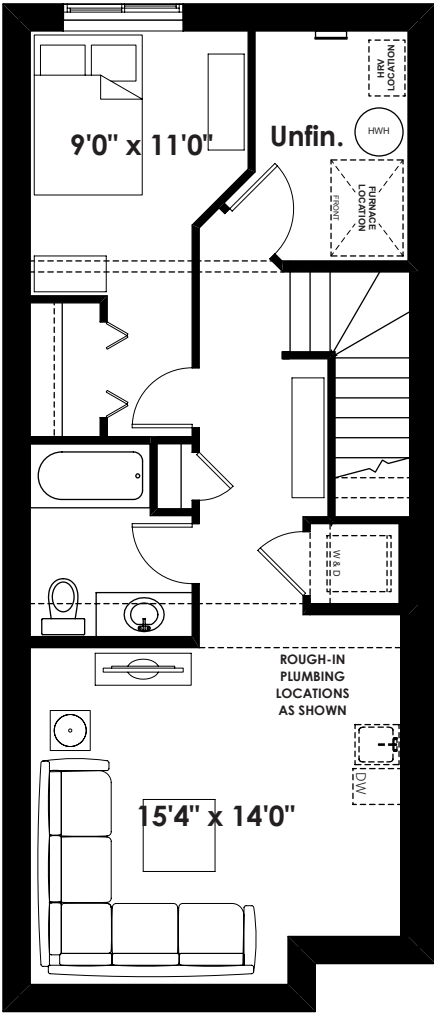 9'0" x 11'0"
Unfin.
HRV
LOCATION
HWH
FURNACE
LOCATION
FRONT
W & D
ROUGH-IN
PLUMBING
LOCATIONS
AS SHOWN
DW
15'4" x 14'0"